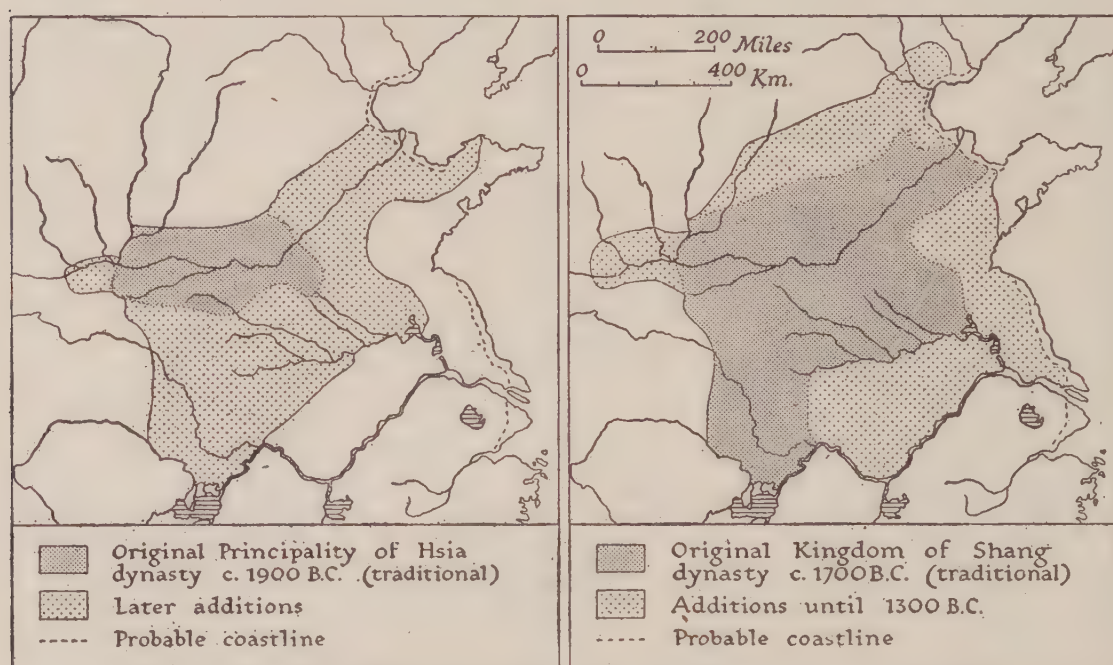 0 200 Miles
0 400 Km.
Original Principality of Hsia
dynasty c. 1900 B.C. (traditional)
Later additions
Probable coastline
Original Kingdom of Shang
dynasty c. 1700 B.C. (traditional)
Additions until 1300 B.C.
Probable coastline